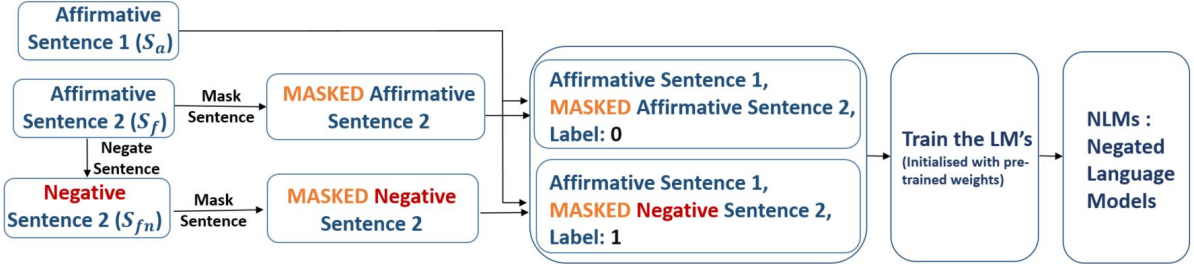 Affirmative
Sentence 1 (Sₐ)
Affirmative
Sentence 2 (S_f)
Mask
Sentence
MASKED Affirmative
Sentence 2
Negate
Sentence
Negative
Sentence 2 (S_fn)
Mask
Sentence
MASKED Negative
Sentence 2
Affirmative Sentence 1,
MASKED Affirmative Sentence 2,
Label: 0
Affirmative Sentence 1,
MASKED Negative Sentence 2,
Label: 1
Train the LM's
(Initialised with pre-
trained weights)
NLMs :
Negated
Language
Models